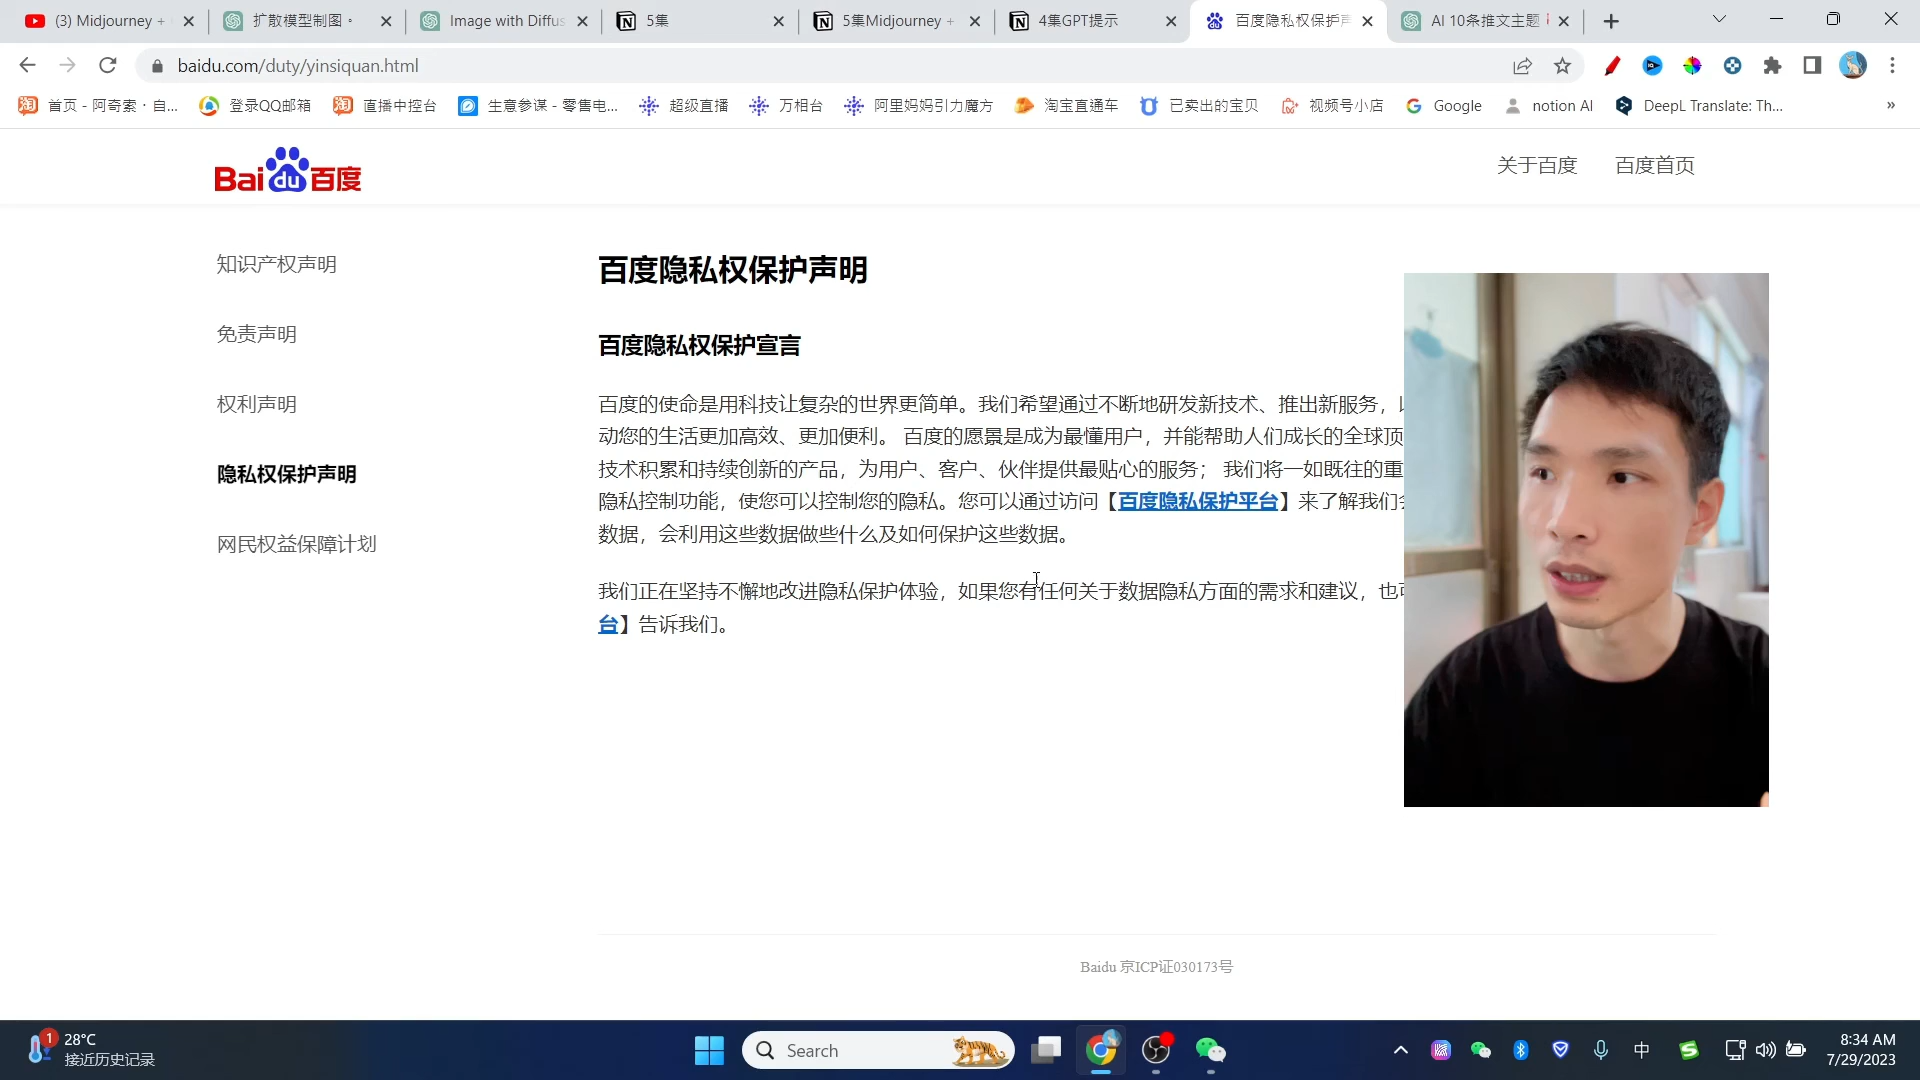 (3) Midjourney +
扩散模型制图。
Image with Diffus
5集
5集Midjourney +
4集GPT提示
百度隐私权保护声
AI 10条推文主题
baidu.com/duty/yinsiquan.html
首页 - 阿奇索 · 自...
登录QQ邮箱
直播中控台
生意参谋 - 零售电...
超级直播
万相台
阿里妈妈引力魔方
淘宝直通车
已卖出的宝贝
视频号小店
Google
notion AI
DeepL Translate: Th...
»
Bai du 百度
关于百度
百度首页
知识产权声明
免责声明
权利声明
隐私权保护声明
网民权益保障计划
百度隐私权保护声明
百度隐私权保护宣言
百度的使命是用科技让复杂的世界更简单。我们希望通过不断地研发新技术、推出新服务，
动您的生活更加高效、更加便利。 百度的愿景是成为最懂用户，并能帮助人们成长的全球顶
技术积累和持续创新的产品，为用户、客户、伙伴提供最贴心的服务； 我们将一如既往的重
隐私控制功能，使您可以控制您的隐私。您可以通过访问【百度隐私保护平台】来了解我们
数据，会利用这些数据做些什么及如何保护这些数据。
我们正在坚持不懈地改进隐私保护体验，如果您有任何关于数据隐私方面的需求和建议，也
台】告诉我们。
Baidu 京ICP证030173号
1
28°C
接近历史记录
Search
中
8:34 AM
7/29/2023